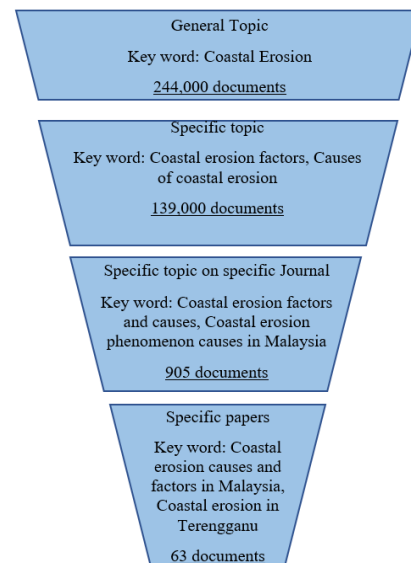 General Topic
Key word: Coastal Erosion
244,000 documents
Specific topic
Key word: Coastal erosion factors, Causes
of coastal erosion
139,000 documents
Specific topic on specific Journal
Key word: Coastal erosion factors
and causes, Coastal erosion
phenomenon causes in Malaysia
905 documents
Specific papers
Key word: Coastal
erosion causes and
factors in Malaysia,
Coastal erosion in
Terengganu
63 documents